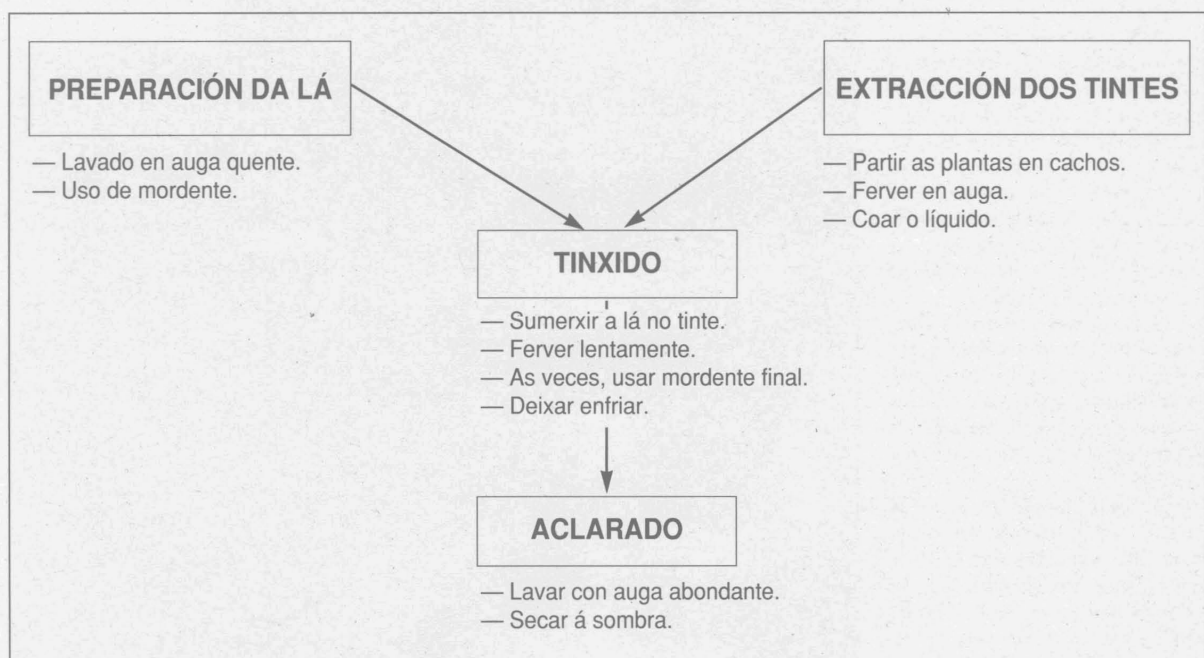 PREPARACIÓN DA LÁ
— Lavado en auga quente.
— Uso de mordente.
EXTRACCIÓN DOS TINTES
— Partir as plantas en cachos.
— Ferver en auga.
— Coar o líquido.
TINXIDO
— Sumerxir a lá no tinte.
— Ferver lentamente.
— As veces, usar mordente final.
— Deixar enfriar.
ACLARADO
— Lavar con auga abondante.
— Secar á sombra.